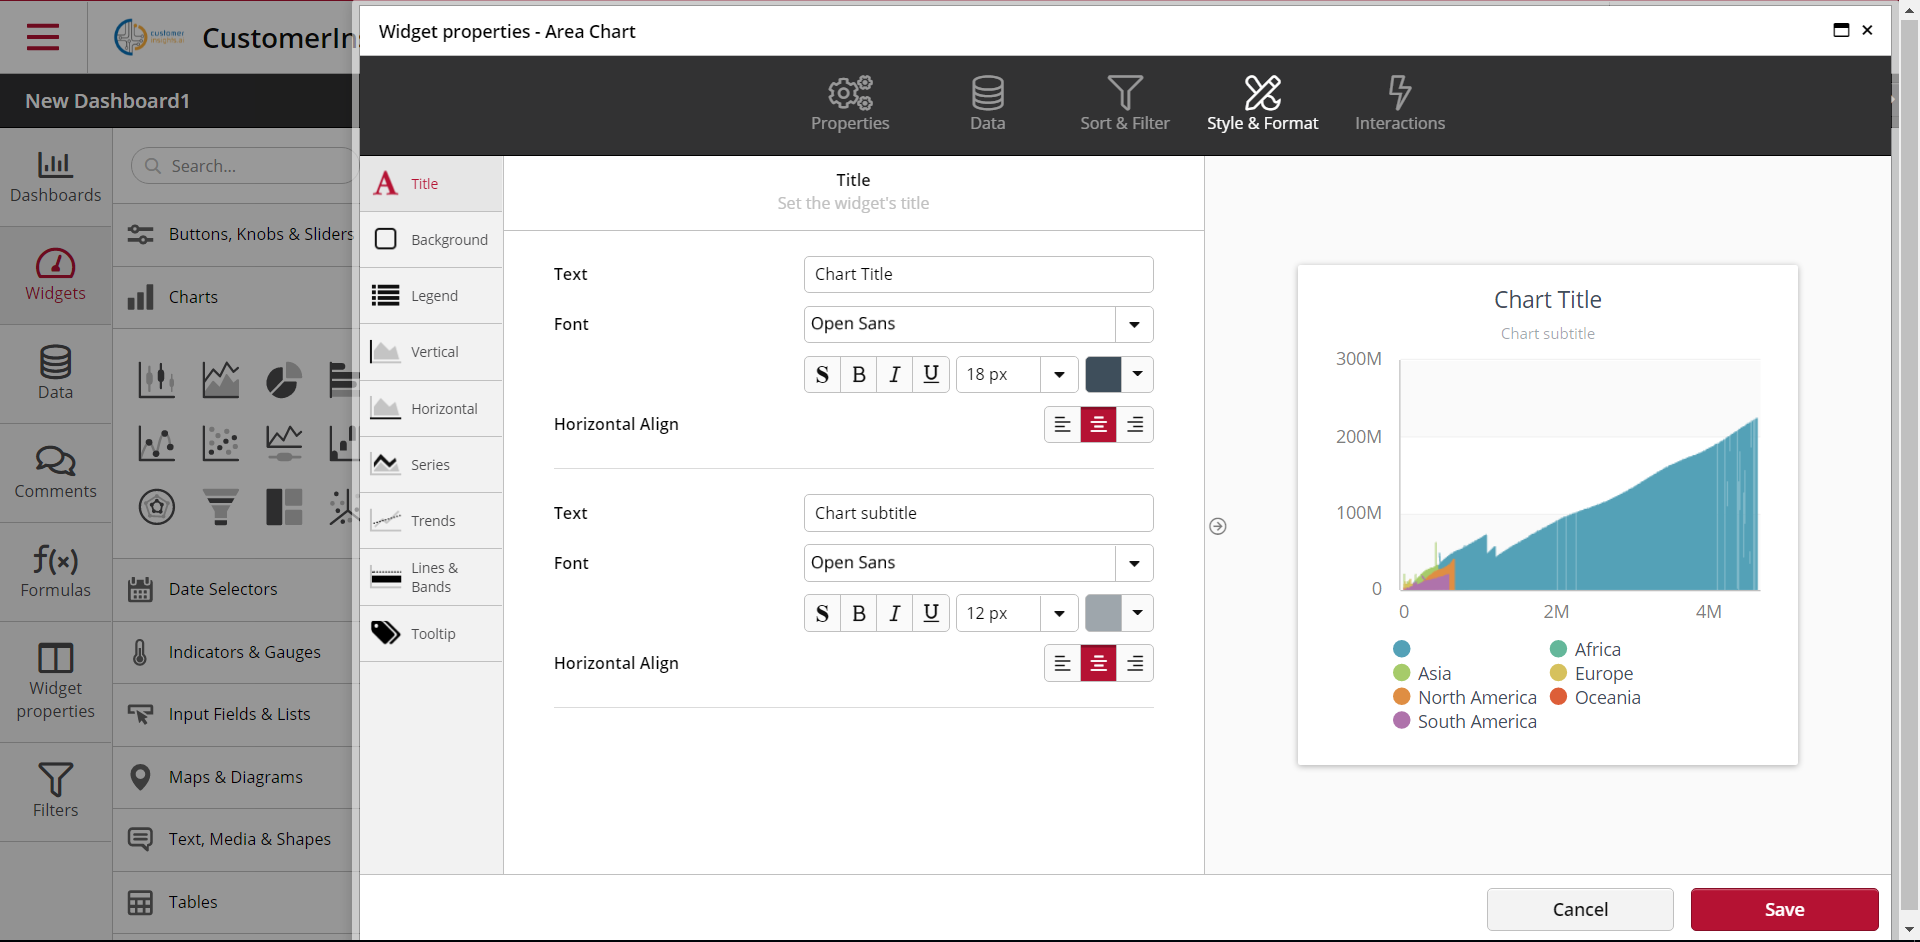 customer
insights.ai
CustomerIn
Widget properties - Area Chart
New Dashboard1
Properties
Data
Sort & Filter
Style & Format
Interactions
Dashboards
Widgets
Data
Comments
Formulas
Widget
properties
Filters
Search...
Buttons, Knobs & Sliders
Charts
Date Selectors
Indicators & Gauges
Input Fields & Lists
Maps & Diagrams
Text, Media & Shapes
Tables
Title
Background
Legend
Vertical
Horizontal
Series
Trends
Lines &
Bands
Tooltip
Title
Set the widget's title
Text
Chart Title
Font
Open Sans
S B I U 18 px
Horizontal Align
Text
Chart subtitle
Font
Open Sans
S B I U 12 px
Horizontal Align
Chart Title
Chart subtitle
300M
200M
100M
0
0 2M 4M
Africa
Asia
Europe
North America
Oceania
South America
Cancel
Save